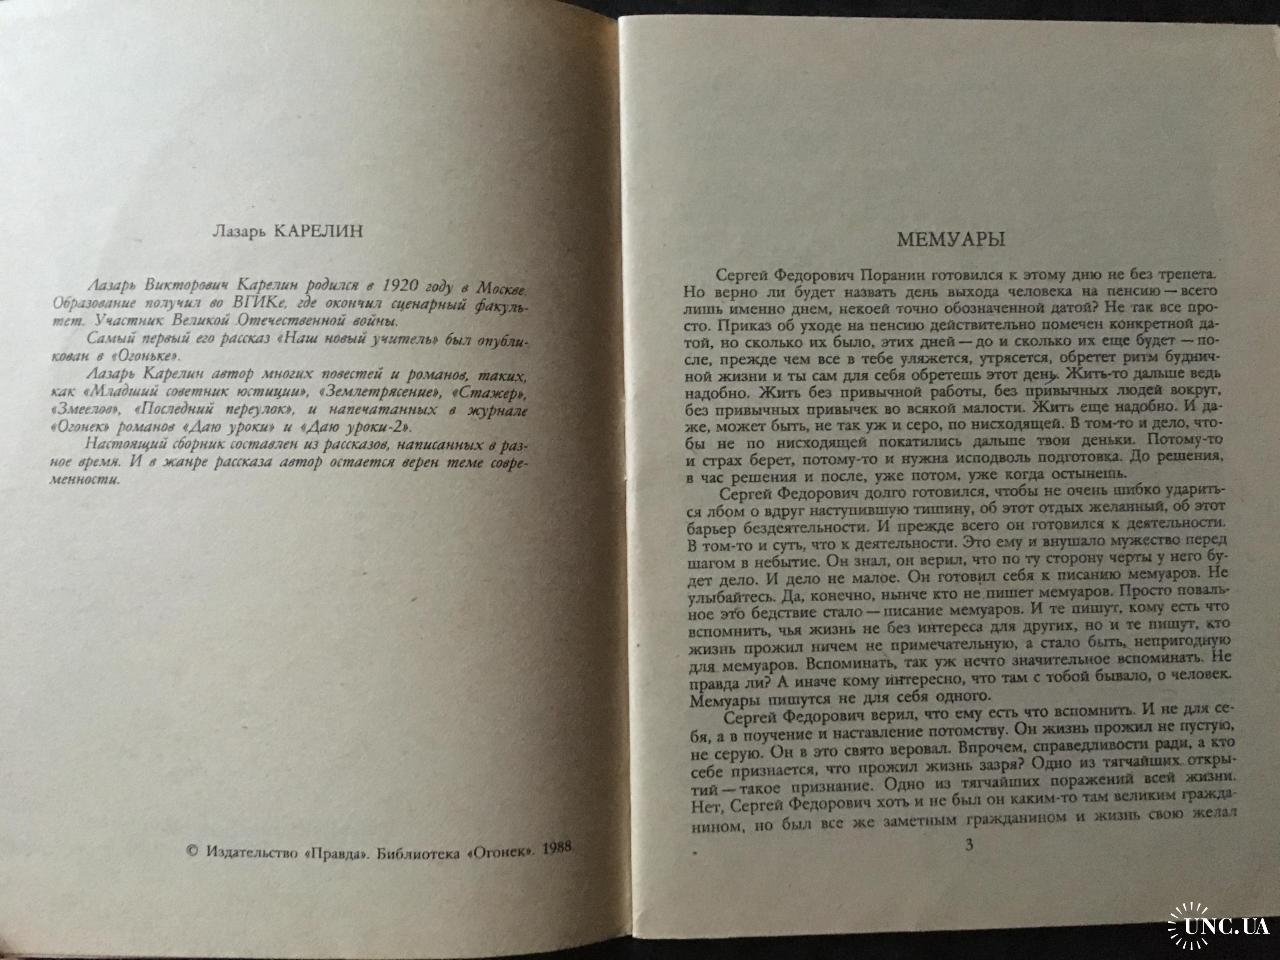 Лазарь КАРЕЛИН
Лазарь Викторович Карелин родился в 1920 году в Москве.
Образование получил во ВГИКе, где окончил сценарный факуль-
тет. Участник Великой Отечественной войны.
Самый первый его рассказ «Наш новый учитель» был опубли-
кован в «Огоньке».
Лазарь Карелин автор многих повестей и романов, таких,
как «Младший советник юстиции», «Землетрясение», «Стажер»,
«Змеелов», «Последний переулок», и напечатанных в журнале
«Огонек» романов «Даю уроки» и «Даю уроки-2».
Настоящий сборник составлен из рассказов, написанных в раз-
ное время. И в жанре рассказа автор остается верен теме совре-
менности.
© Издательство «Правда». Библиотека «Огонек». 1988.
МЕМУАРЫ
Сергей Федорович Поранин готовился к этому дню не без трепета.
Но верно ли будет назвать день выхода человека на пенсию — всего
лишь именно днем, некоей точно обозначенной датой? Не так все про-
сто. Приказ об уходе на пенсию действительно помечен конкретной да-
той, но сколько их было, этих дней — до и сколько их еще будет — по-
сле, прежде чем все в тебе уляжется, утрясется, обретет ритм буднич-
ной жизни и ты сам для себя обретешь этот день. Жить-то дальше ведь
надобно. Жить без привычной работы, без привычных людей вокруг,
без привычных привычек во всякой малости. Жить еще надобно. И да-
же, может быть, не так уж и серо, по нисходящей. В том-то и дело, что-
бы не по нисходящей покатились дальше твои деньки. Потому-то
и страх берет, потому-то и нужна исподволь подготовка. До решения,
в час решения и после, уже потом, уже когда остынешь.
Сергей Федорович долго готовился, чтобы не очень шибко ударить-
ся лбом о вдруг наступившую тишину, об этот отдых желанный, об этот
барьер бездеятельности. И прежде всего он готовился к деятельности.
В том-то и суть, что к деятельности. Это ему и внушало мужество перед
шагом в небытие. Он знал, он верил, что по ту сторону черты у него бу-
дет дело. И дело не малое. Он готовил себя к писанию мемуаров. Не
улыбайтесь. Да, конечно, нынче кто не пишет мемуаров. Просто поваль-
ное это бедствие стало — писание мемуаров. И те пишут, кому есть что
вспомнить, чья жизнь не без интереса для других, но и те пишут, кто
жизнь прожил ничем не примечательную, а стало быть, непригодную
для мемуаров. Вспоминать, так уж нечто значительное вспоминать. Не
правда ли? А иначе кому интересно, что там с тобой бывало, о человек.
Мемуары пишутся не для себя одного.
Сергей Федорович верил, что ему есть что вспомнить. И не для се-
бя, а в поучение и наставление потомству. Он жизнь прожил не пустую,
не серую. Он в это свято веровал. Впрочем, справедливости ради, а кто
себе признается, что прожил жизнь зазря? Одно из тягчайших откры-
тий — такое признание. Одно из тягчайших поражений всей жизни.
Нет, Сергей Федорович хоть и не был он каким-то там великим гражда-
нином, но был все же заметным гражданином и жизнь свою желал
3
UNC.UA